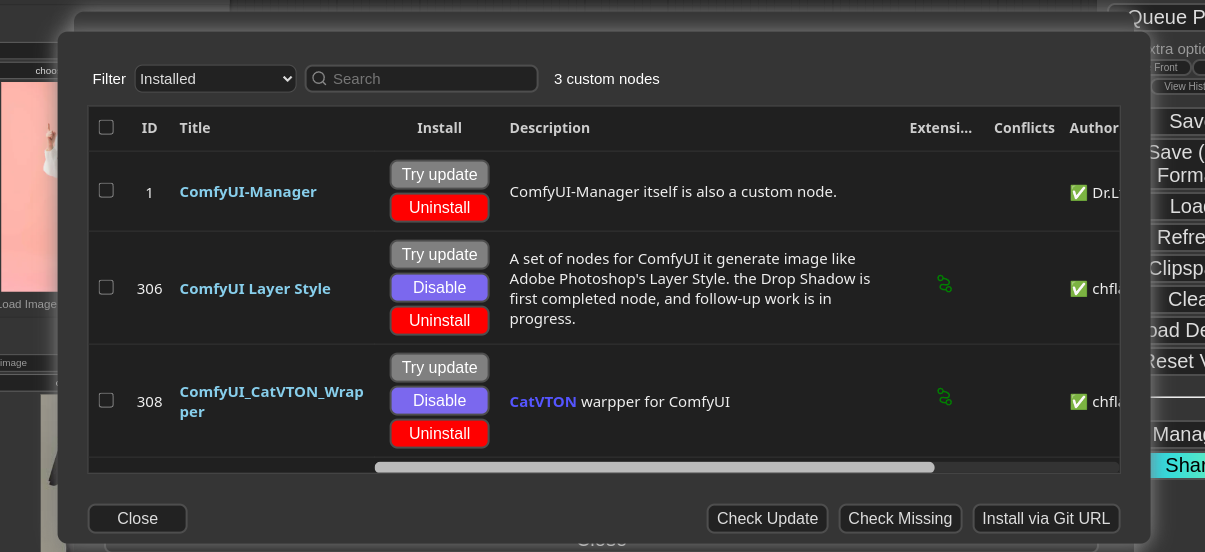 Queue P
xtra optio
Front
View Hist
Filter
Installed
Search
3 custom nodes
choo
ID Title Install Description Extensi... Conflicts Author
1 ComfyUI-Manager
Try update
Uninstall
ComfyUI-Manager itself is also a custom node.
✅ Dr.L
306 ComfyUI Layer Style
Try update
Disable
Uninstall
A set of nodes for ComfyUI it generate image like
Adobe Photoshop's Layer Style. the Drop Shadow is
first completed node, and follow-up work is in
progress.
✅ chfl
308 ComfyUI_CatVTON_Wrap
per
Try update
Disable
Uninstall
CatVTON warpper for ComfyUI
✅ chfl
Close
Check Update
Check Missing
Install via Git URL
Load Image
image
Save
Save (
Forma
Load
Refre
Clipspa
Clea
oad De
Reset V
Manag
Shar